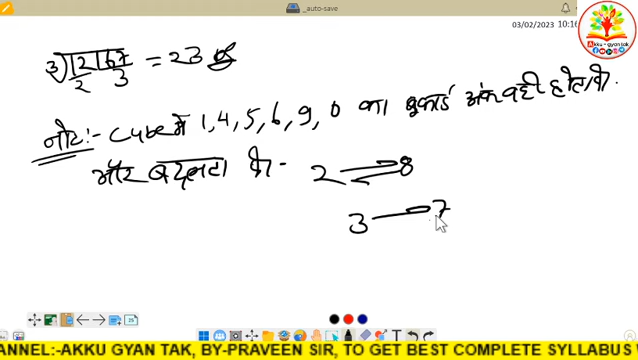 _auto-save
03/02/2023 10:16
Akku - gyan tak
∛12167 = 23
2 3
नोट:- Cube में 1, 4, 5, 6, 9, 0 का इकाई अंक वही होता है।
और बदलता है -
2 ⇌ 8
3 → 7
ANNEL:-AKKU GYAN TAK, BY-PRAVEEN SIR, TO GET BEST COMPLETE SYLLABUS W